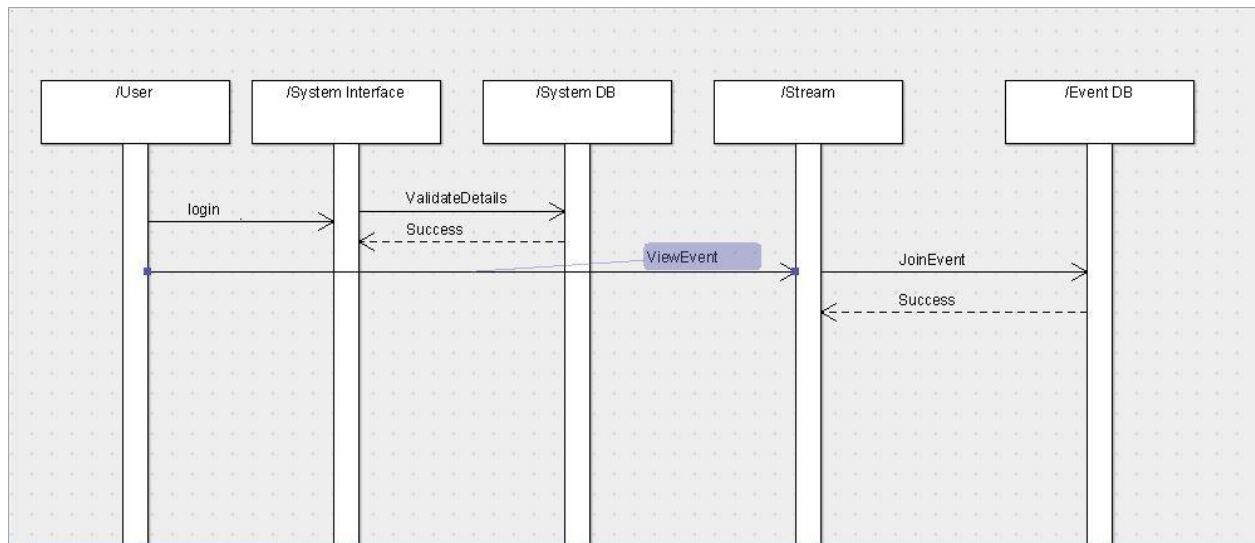 /User
/System Interface
/System DB
/Stream
/Event DB
login
ValidateDetails
Success
ViewEvent
JoinEvent
Success